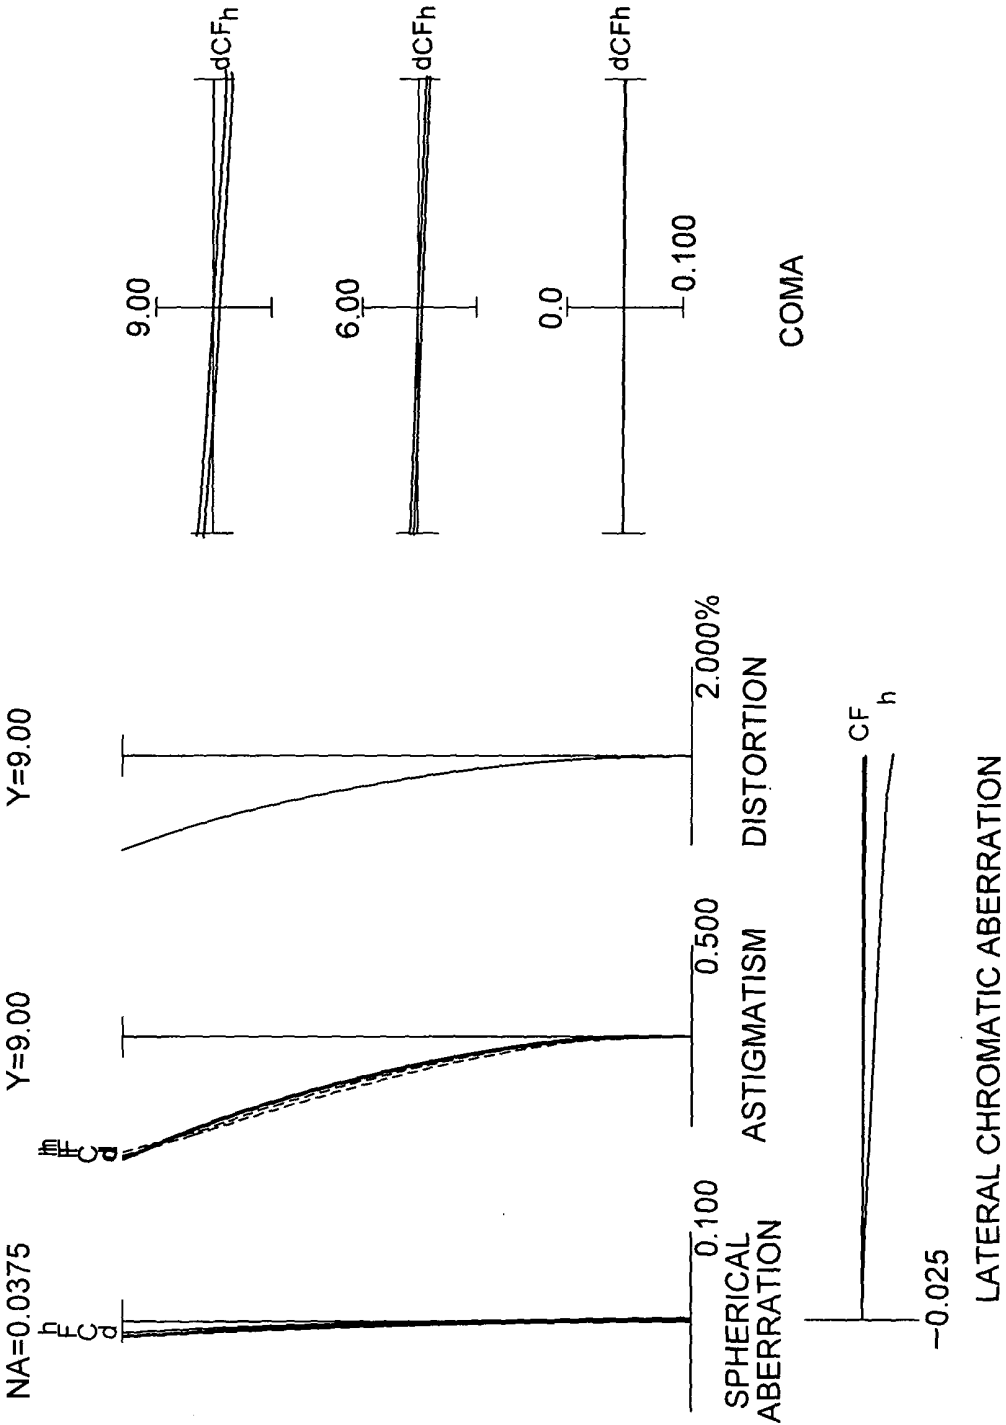 NA=0.0375
h
F
C
d
0.100
SPHERICAL
ABERRATION
Y=9.00
h
F
C
d
0.500
ASTIGMATISM
Y=9.00
2.000%
DISTORTION
9.00
dCFh
6.00
dCFh
0.0
dCFh
0.100
COMA
−0.025
CF
h
LATERAL CHROMATIC ABERRATION